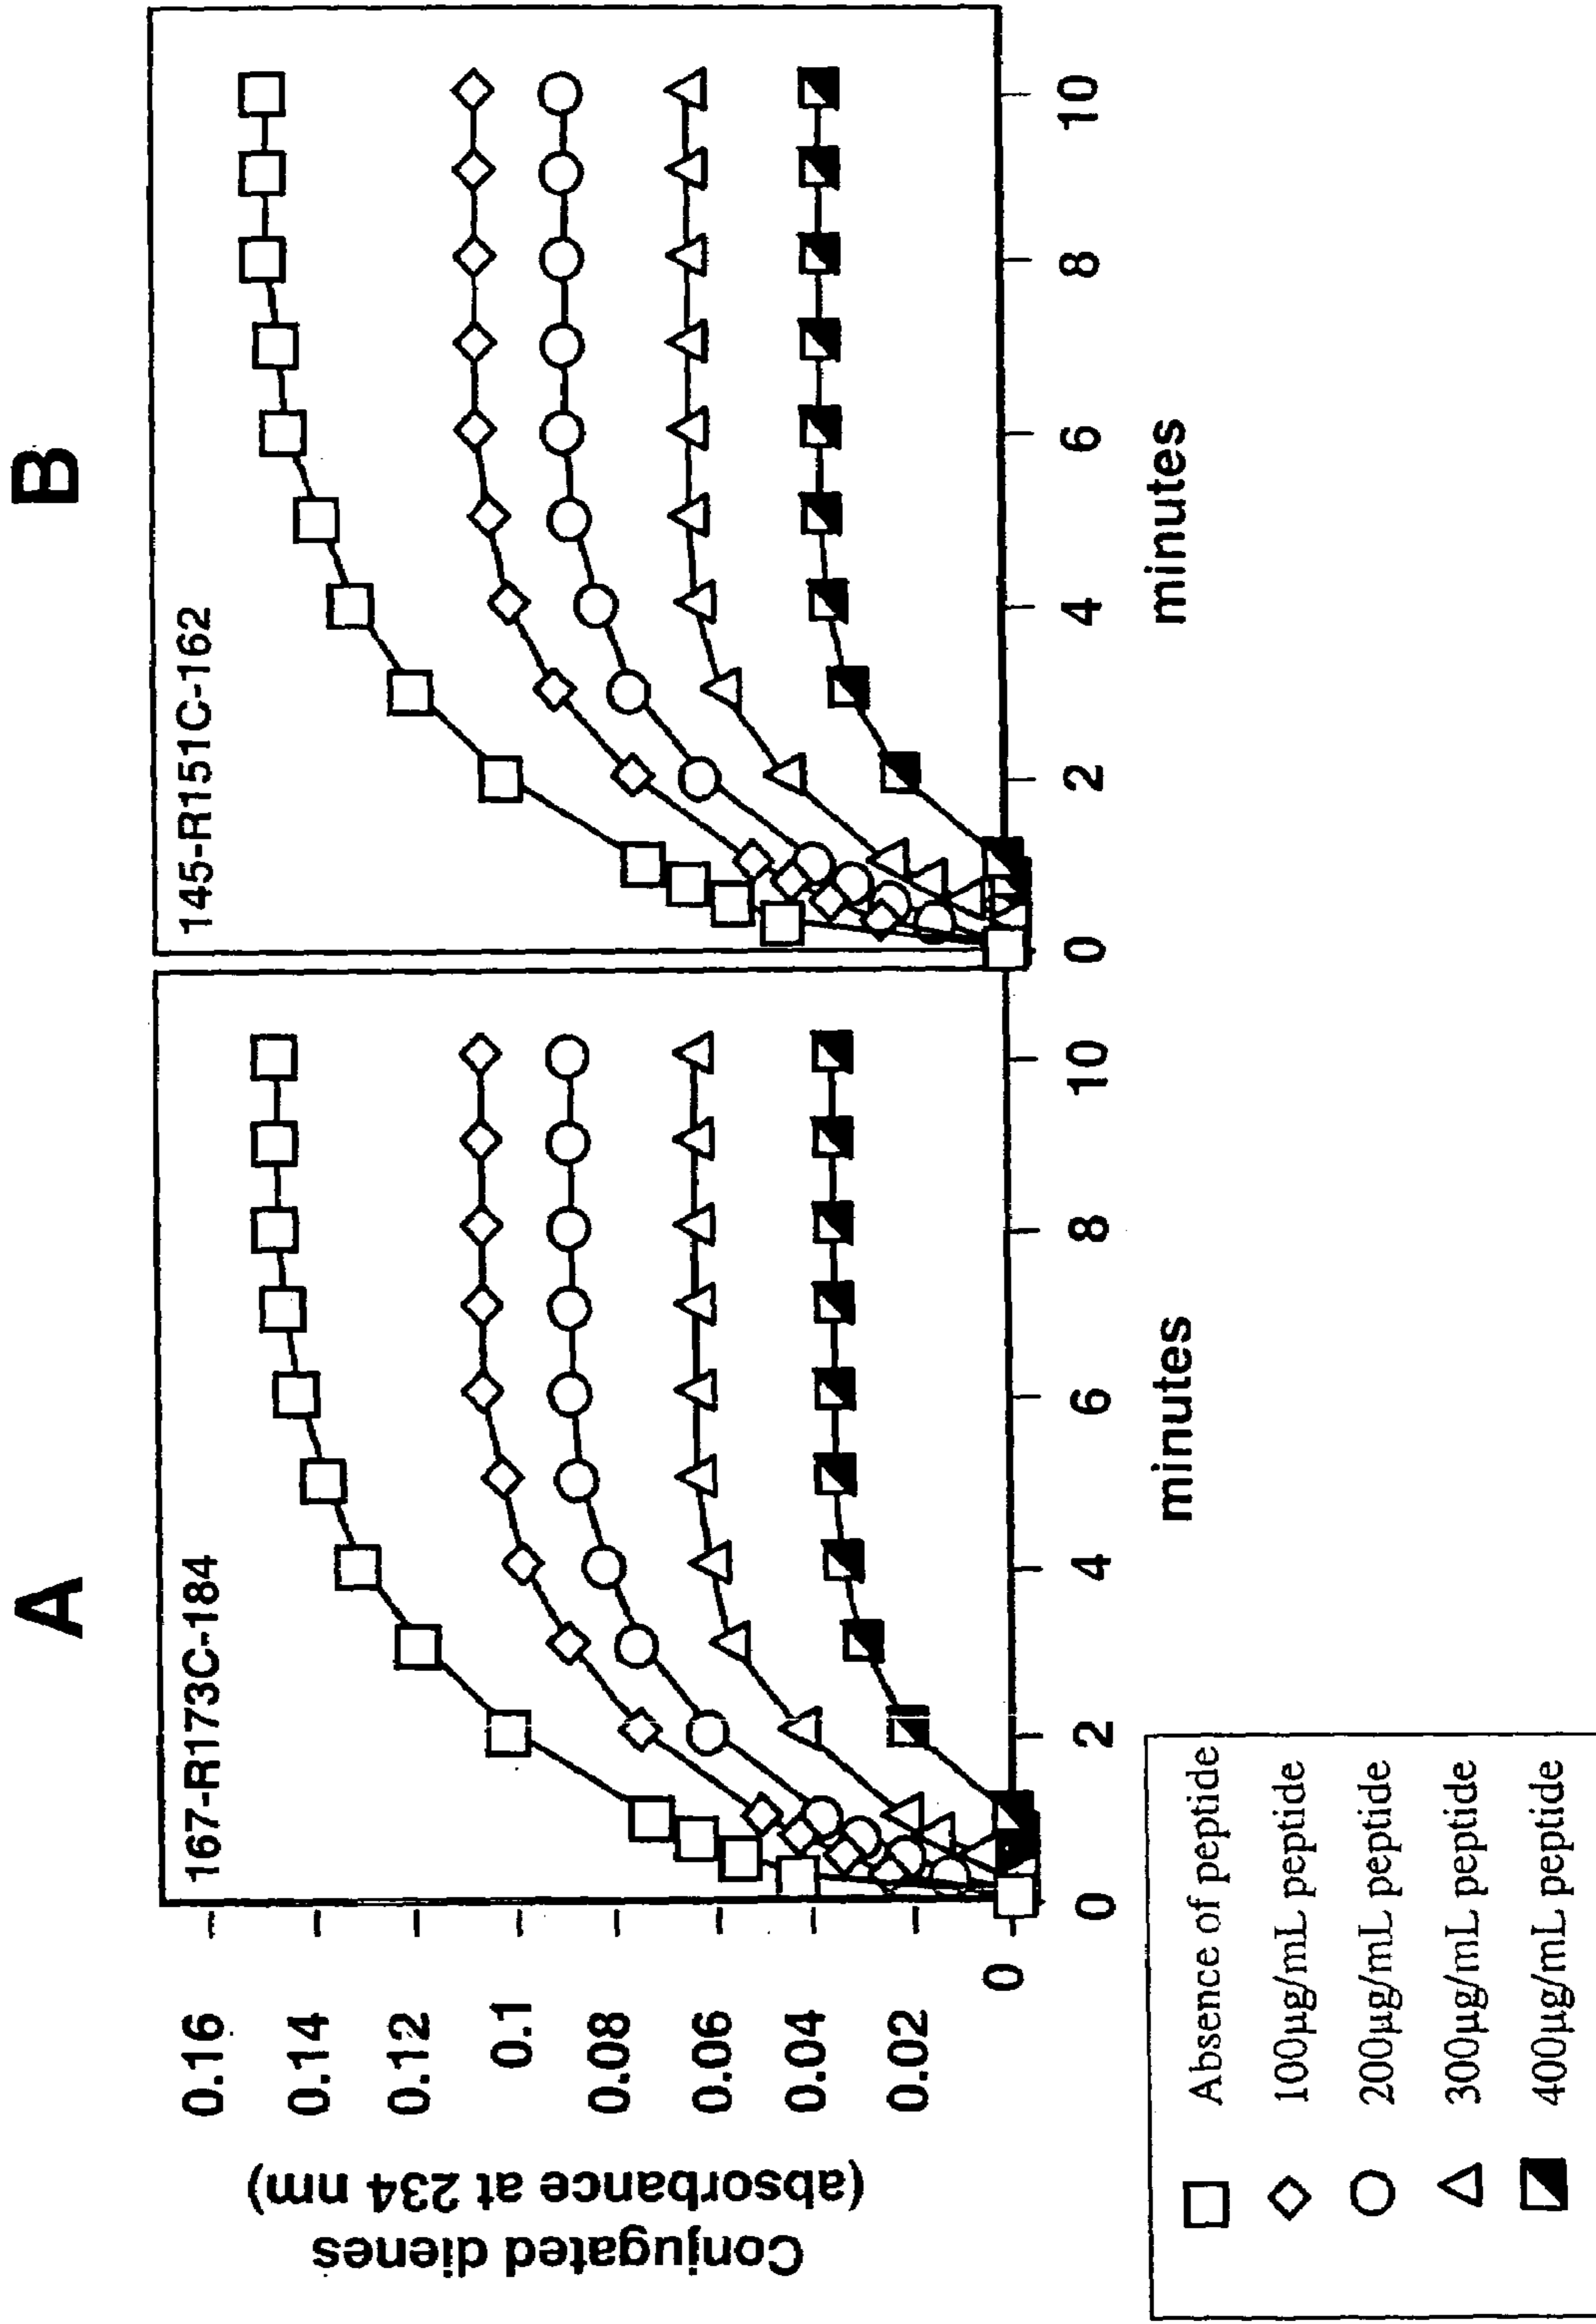 A
B
167-R173C-184
145-R151C-162
Conjugated dienes
(absorbance at 234 nm)
0.16
0.14
0.12
0.1
0.08
0.06
0.04
0.02
0
0 2 4 6 8 10
0 2 4 6 8 10
minutes
minutes
Absence of peptide
100µg/mL peptide
200µg/mL peptide
300µg/mL peptide
400µg/mL peptide